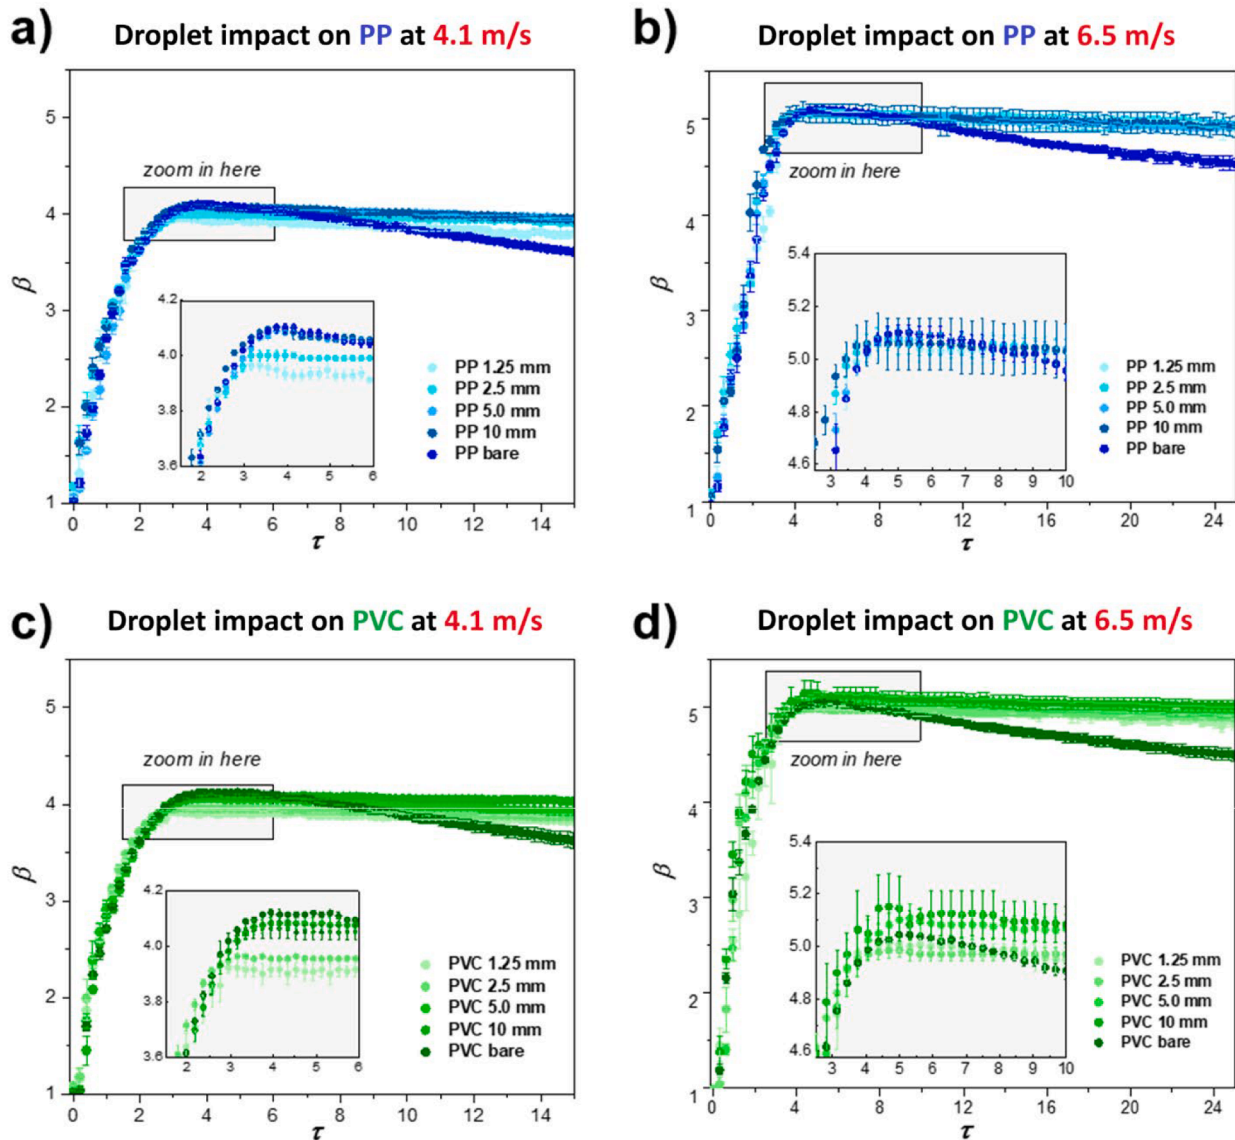 a)
Droplet impact on PP at 4.1 m/s
5
4
3
2
1
β
zoom in here
4.2
4.0
3.8
3.6
2
3
4
5
6
PP 1.25 mm
PP 2.5 mm
PP 5.0 mm
PP 10 mm
PP bare
0
2
4
6
8
10
12
14
τ
b)
Droplet impact on PP at 6.5 m/s
5
4
3
2
1
β
zoom in here
5.4
5.2
5.0
4.8
4.6
3
4
5
6
7
8
9
10
PP 1.25 mm
PP 2.5 mm
PP 5.0 mm
PP 10 mm
PP bare
0
4
8
12
16
20
24
τ
c)
Droplet impact on PVC at 4.1 m/s
5
4
3
2
1
β
zoom in here
4.2
4.0
3.8
3.6
2
3
4
5
6
PVC 1.25 mm
PVC 2.5 mm
PVC 5.0 mm
PVC 10 mm
PVC bare
0
2
4
6
8
10
12
14
τ
d)
Droplet impact on PVC at 6.5 m/s
5
4
3
2
1
β
zoom in here
5.4
5.2
5.0
4.8
4.6
3
4
5
6
7
8
9
10
PVC 1.25 mm
PVC 2.5 mm
PVC 5.0 mm
PVC 10 mm
PVC bare
0
4
8
12
16
20
24
τ